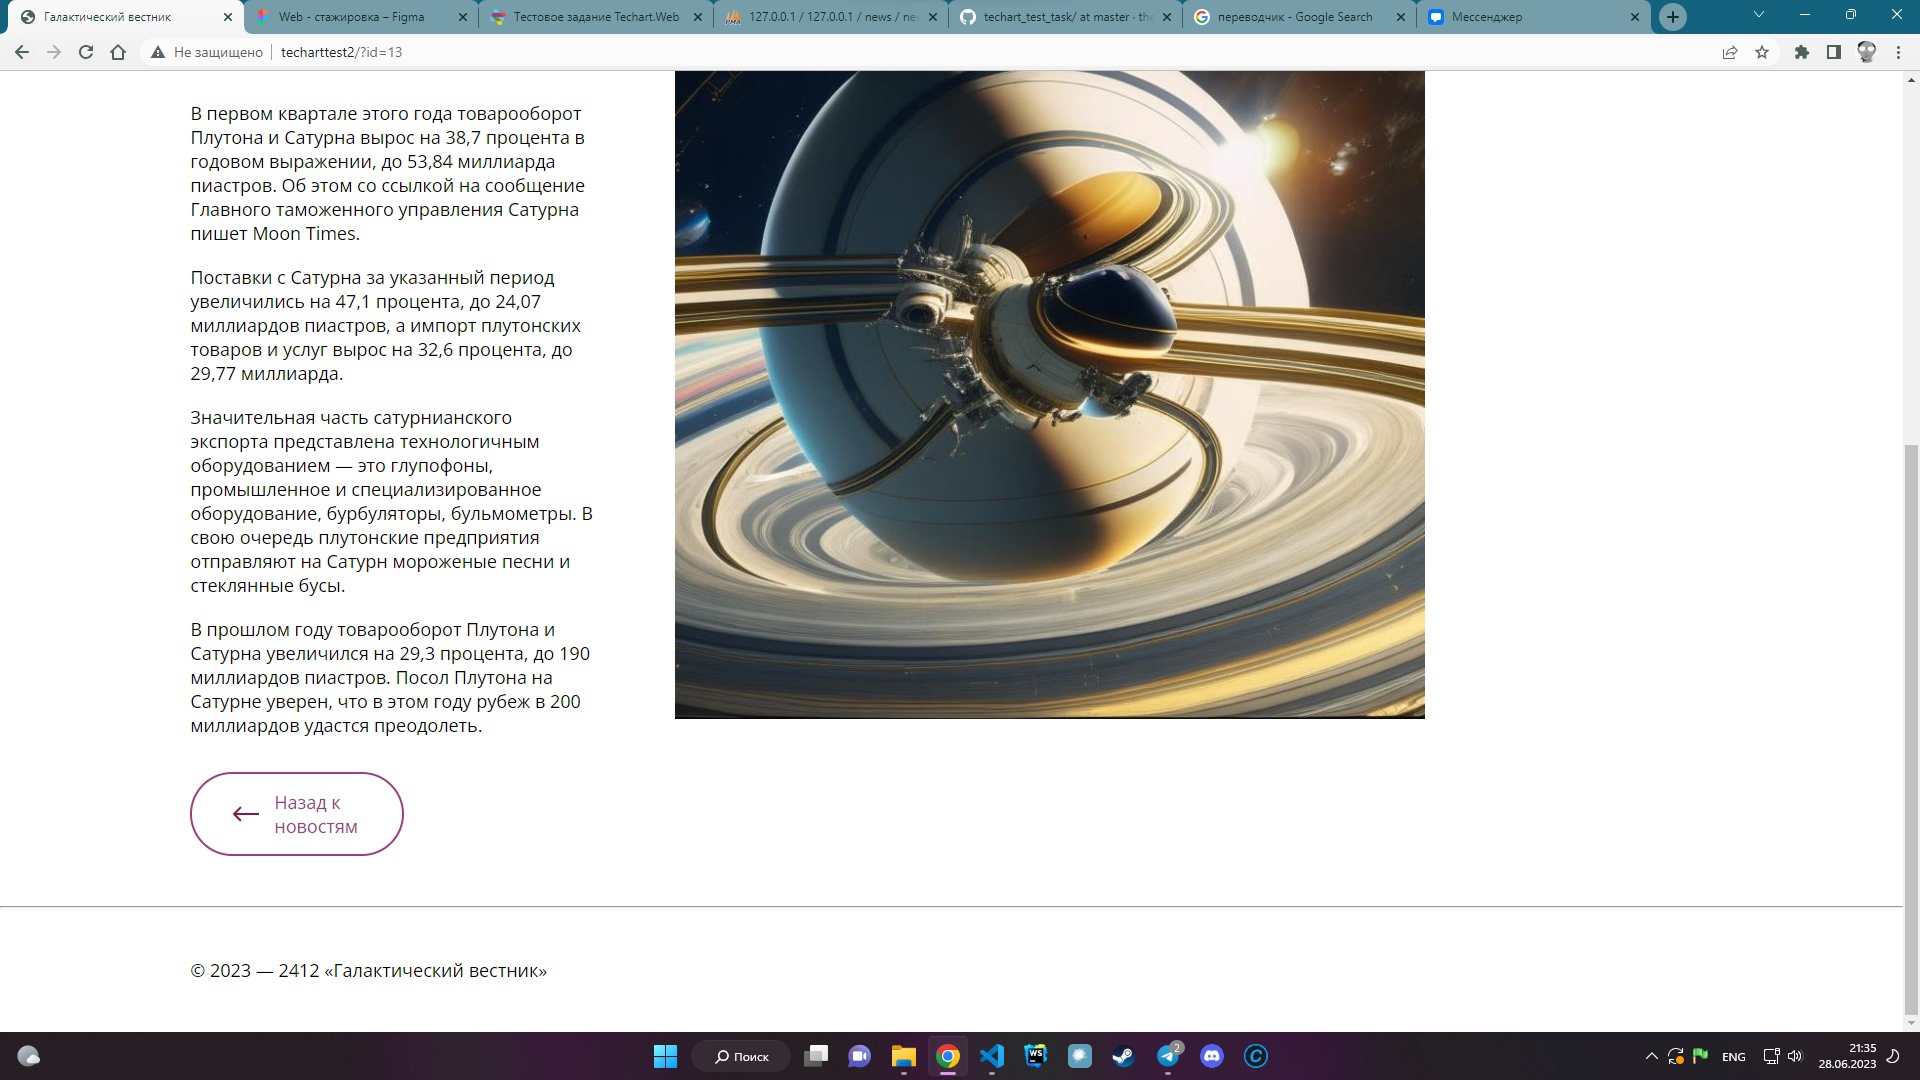 Галактический вестник
Web - стажировка – Figma
Тестовое задание Techart.Web
127.0.0.1 / 127.0.0.1 / news / ne
techart_test_task/ at master · the
переводчик - Google Search
Мессенджер
Не защищено
techarttest2/?id=13
В первом квартале этого года товарооборот
Плутона и Сатурна вырос на 38,7 процента в
годовом выражении, до 53,84 миллиарда
пиастров. Об этом со ссылкой на сообщение
Главного таможенного управления Сатурна
пишет Moon Times.
Поставки с Сатурна за указанный период
увеличились на 47,1 процента, до 24,07
миллиардов пиастров, а импорт плутонских
товаров и услуг вырос на 32,6 процента, до
29,77 миллиарда.
Значительная часть сатурнианского
экспорта представлена технологичным
оборудованием — это глупофоны,
промышленное и специализированное
оборудование, бурбуляторы, бульмометры. В
свою очередь плутонские предприятия
отправляют на Сатурн мороженые песни и
стеклянные бусы.
В прошлом году товарооборот Плутона и
Сатурна увеличился на 29,3 процента, до 190
миллиардов пиастров. Посол Плутона на
Сатурне уверен, что в этом году рубеж в 200
миллиардов удастся преодолеть.
Назад к
новостям
© 2023 — 2412 «Галактический вестник»
Поиск
WS
2
ENG
21:35
28.06.2023